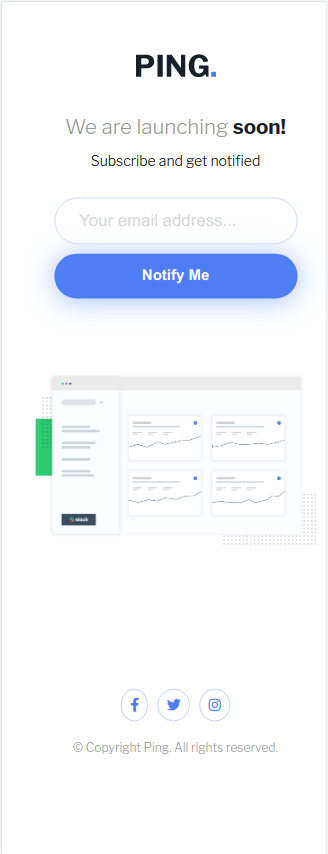 PING.
We are launching soon!
Subscribe and get notified
Your email address...
Notify Me
slack
© Copyright Ping. All rights reserved.